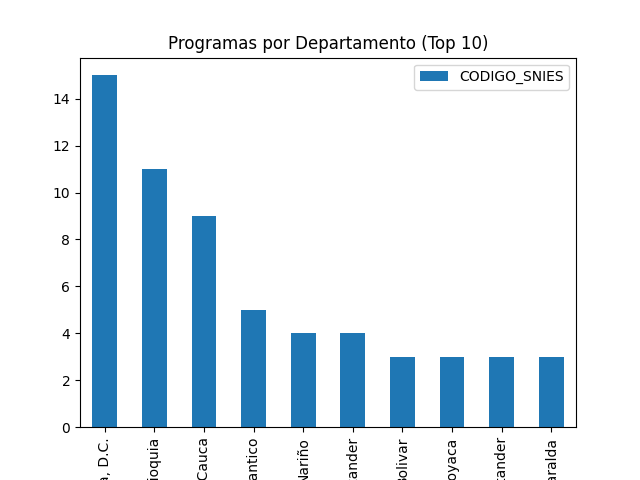 Programas por Departamento (Top 10)
CODIGO_SNIES
14
12
10
8
6
4
2
0
a, D.C.
ioquia
Cauca
antico
Nariño
ander
Bolivar
oyaca
tander
aralda